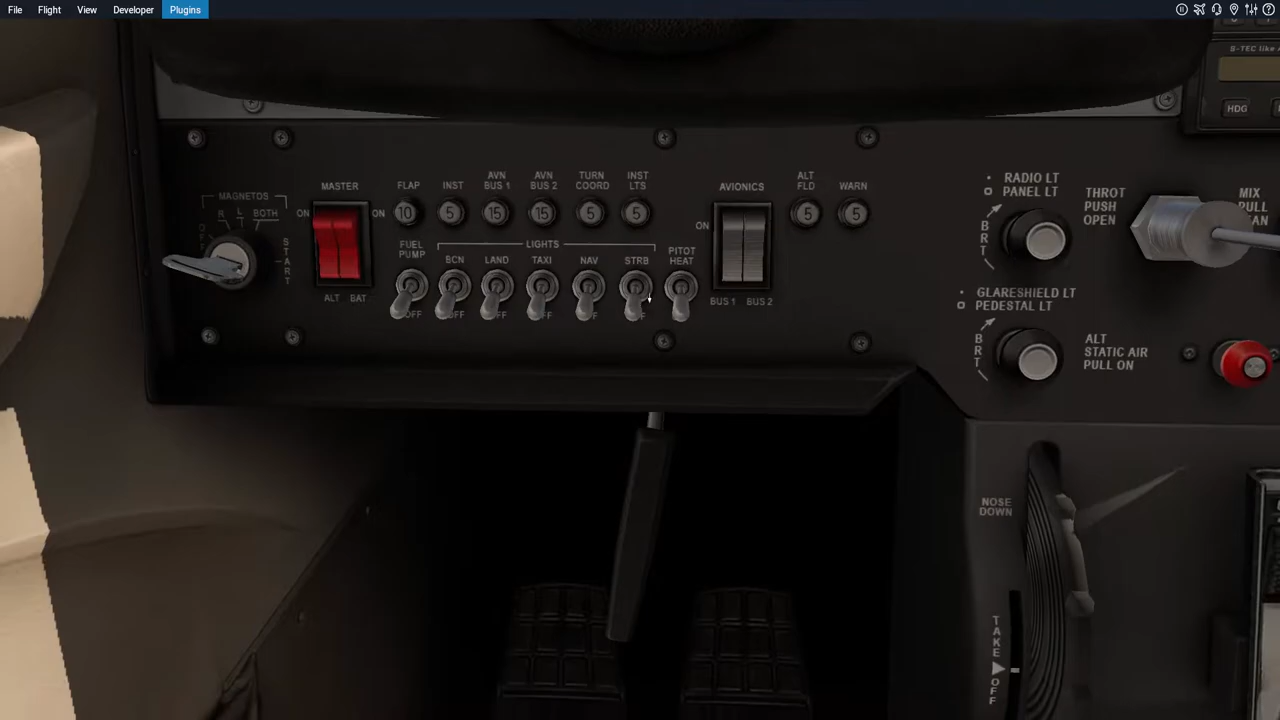 File Flight View Developer Plugins
S-TEC like
HDG
MAGNETOS
R L BOTH
START
MASTER
ON
ALT BAT
ON
FLAP
10
INST
5
AVN BUS 1
15
AVN BUS 2
15
TURN COORD
5
INST LTS
5
FUEL PUMP
OFF
LIGHTS
BCN
OFF
LAND
TAXI
NAV
STRB
PITOT HEAT
AVIONICS
ON
BUS 1 BUS 2
ALT FLD
5
WARN
5
RADIO LT
PANEL LT
BRT
GLARESHIELD LT
PEDESTAL LT
BRT
THROT
PUSH
OPEN
MIX
PULL
ALT
STATIC AIR
PULL ON
NOSE
DOWN
TAKE OFF